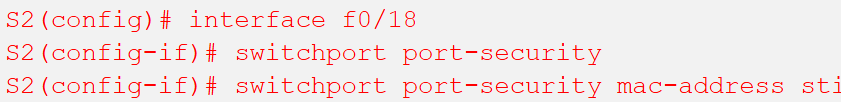 S2(config)# interface f0/18
S2(config-if)# switchport port-security
S2(config-if)# switchport port-security mac-address sti